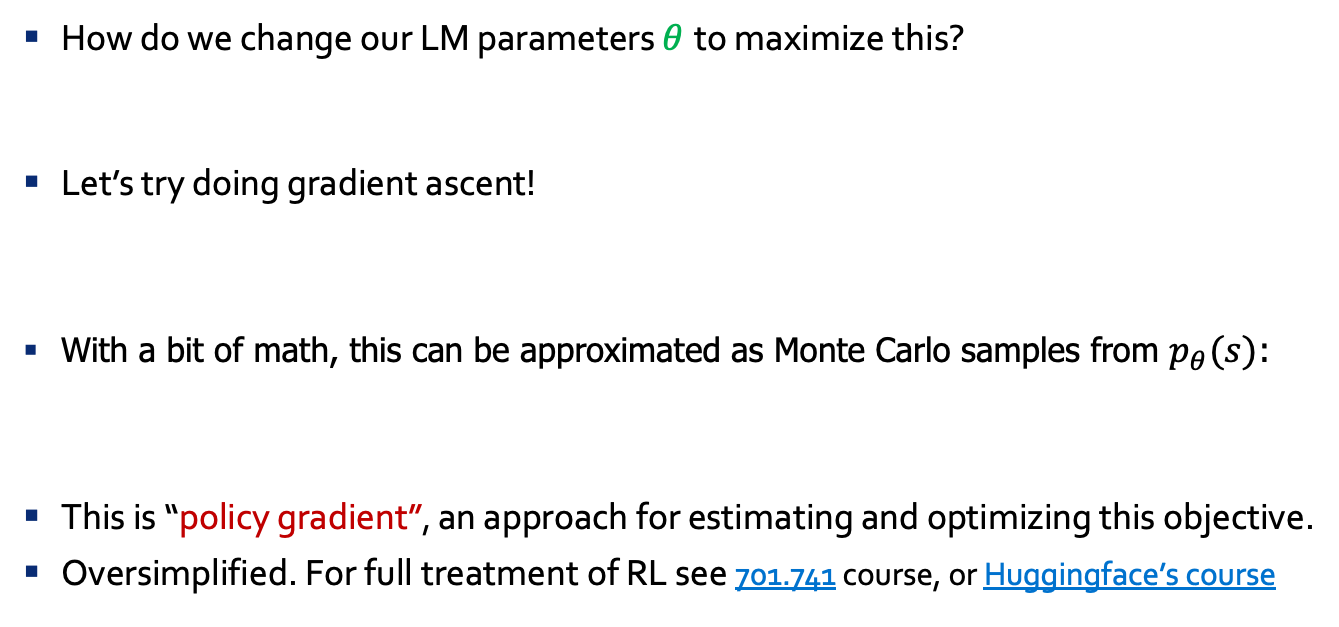 ▪ How do we change our LM parameters θ to maximize this?
▪ Let’s try doing gradient ascent!
▪ With a bit of math, this can be approximated as Monte Carlo samples from pθ(s):
▪ This is “policy gradient”, an approach for estimating and optimizing this objective.
▪ Oversimplified. For full treatment of RL see 701.741 course, or Huggingface’s course